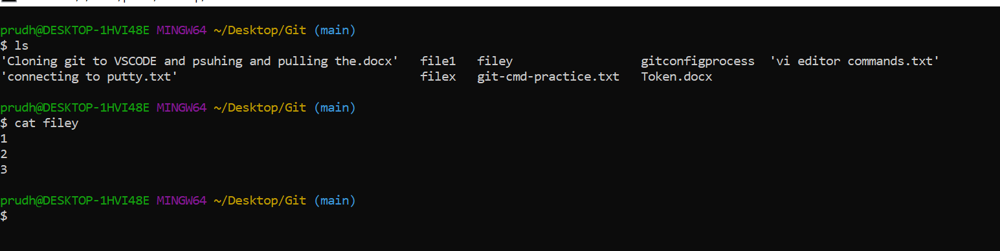 prudh@DESKTOP-1HVI48E MINGW64 ~/Desktop/Git (main)
$ ls
'Cloning git to VSCODE and psuhing and pulling the.docx'   file1   filey               gitconfigprocess  'vi editor commands.txt'
'connecting to putty.txt'                                  filex   git-cmd-practice.txt   Token.docx
prudh@DESKTOP-1HVI48E MINGW64 ~/Desktop/Git (main)
$ cat filey
1
2
3
prudh@DESKTOP-1HVI48E MINGW64 ~/Desktop/Git (main)
$